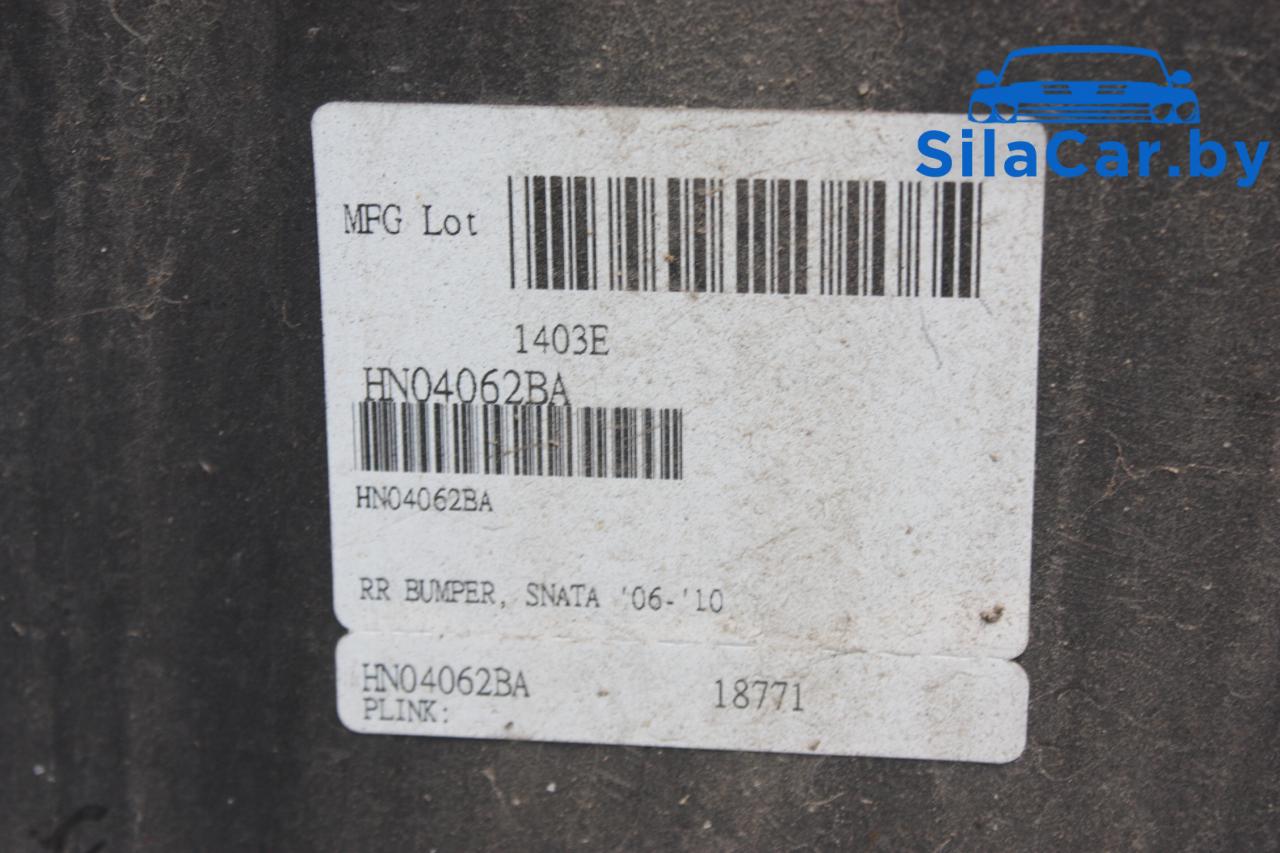 SilaCar.by
MFG Lot
1403E
HN04062BA
HN04062BA
RR BUMPER, SNATA '06-'10
HN04062BA 18771
PLINK: